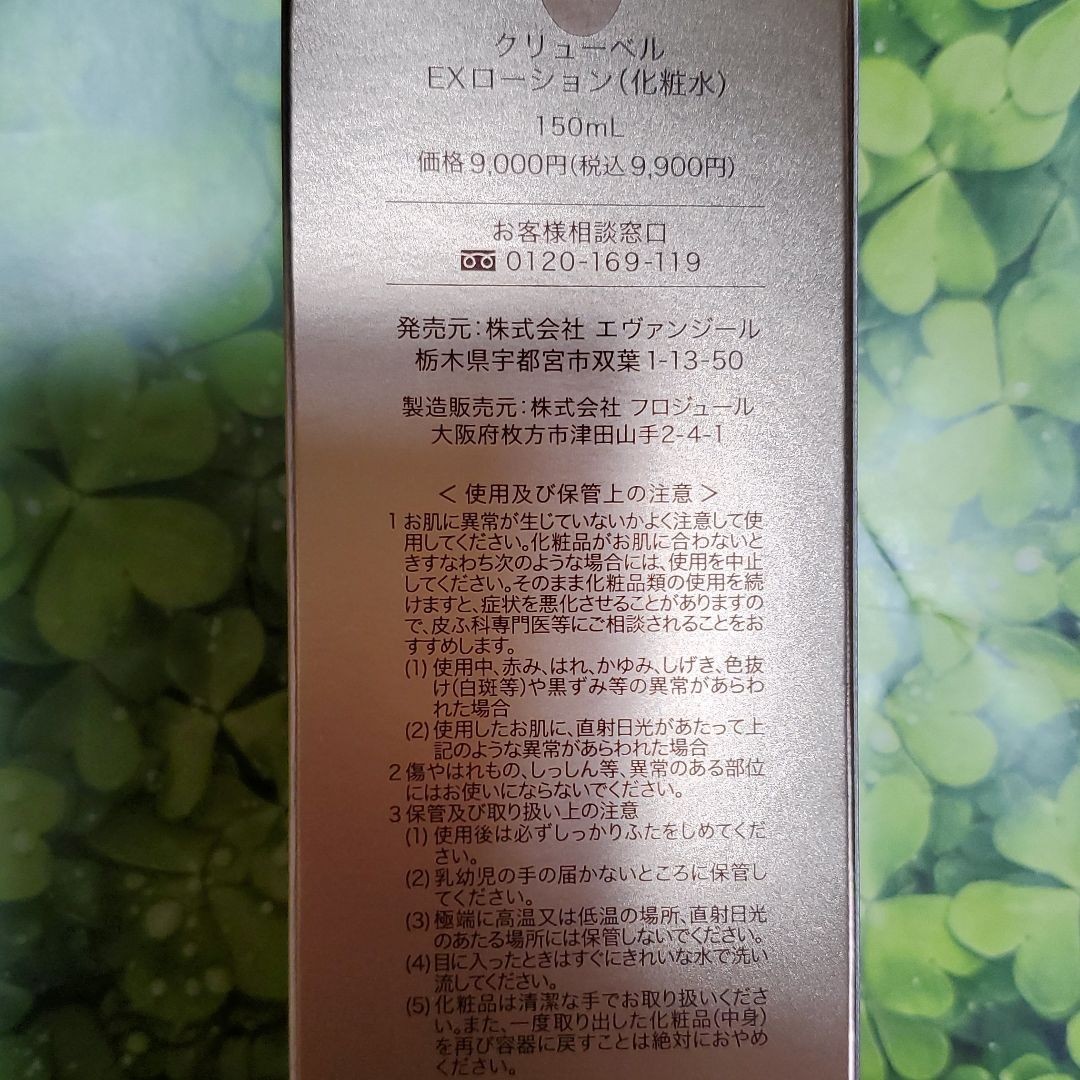 クリューベル
EXローション(化粧水)
150mL
価格9,000円(税込9,900円)
お客様相談窓口
0120-169-119
発売元:株式会社 エヴァンジール
栃木県宇都宮市双葉1-13-50
製造販売元:株式会社 フロジュール
大阪府枚方市津田山手2-4-1
＜使用及び保管上の注意＞
1 お肌に異常が生じていないかよく注意して使
用してください。化粧品がお肌に合わないと
きすなわち次のような場合には、使用を中止
してください。そのまま化粧品類の使用を続
けますと、症状を悪化させることがありますの
で、皮ふ科専門医等にご相談されることをお
すすめします。
(1) 使用中、赤み、はれ、かゆみ、しげき、色抜
け(白斑等)や黒ずみ等の異常があらわ
れた場合
(2) 使用したお肌に、直射日光があたって上
記のような異常があらわれた場合
2 傷やはれもの、しっしん等、異常のある部位
にはお使いにならないでください。
3 保管及び取り扱い上の注意
(1) 使用後は必ずしっかりふたをしめてくだ
さい。
(2) 乳幼児の手の届かないところに保管し
てください。
(3) 極端に高温又は低温の場所、直射日光
のあたる場所には保管しないでください。
(4) 目に入ったときはすぐにきれいな水で洗い
流してください。
(5) 化粧品は清潔な手でお取り扱いくださ
い。また、一度取り出した化粧品(中身)
を再び容器に戻すことは絶対におやめ
ください。